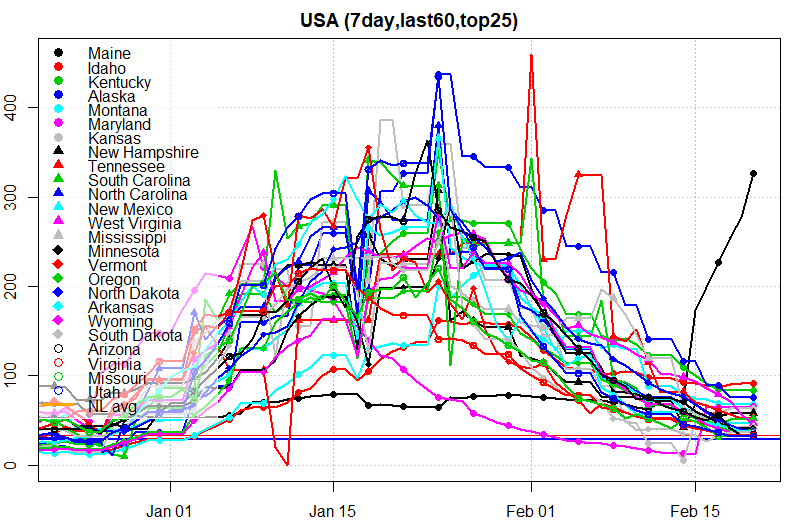 USA (7day,last60,top25)
Maine
Idaho
Kentucky
Alaska
Montana
Maryland
Kansas
New Hampshire
Tennessee
South Carolina
North Carolina
New Mexico
West Virginia
Mississippi
Minnesota
Vermont
Oregon
North Dakota
Arkansas
Wyoming
South Dakota
Arizona
Virginia
Missouri
Utah
NL avg
400
300
200
100
0
Jan 01
Jan 15
Feb 01
Feb 15